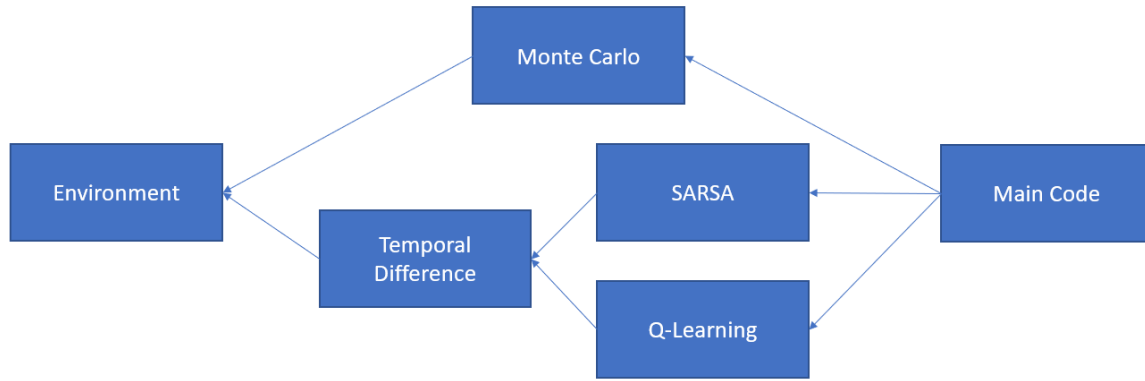 Monte Carlo
Environment
SARSA
Main Code
Temporal
Difference
Q-Learning